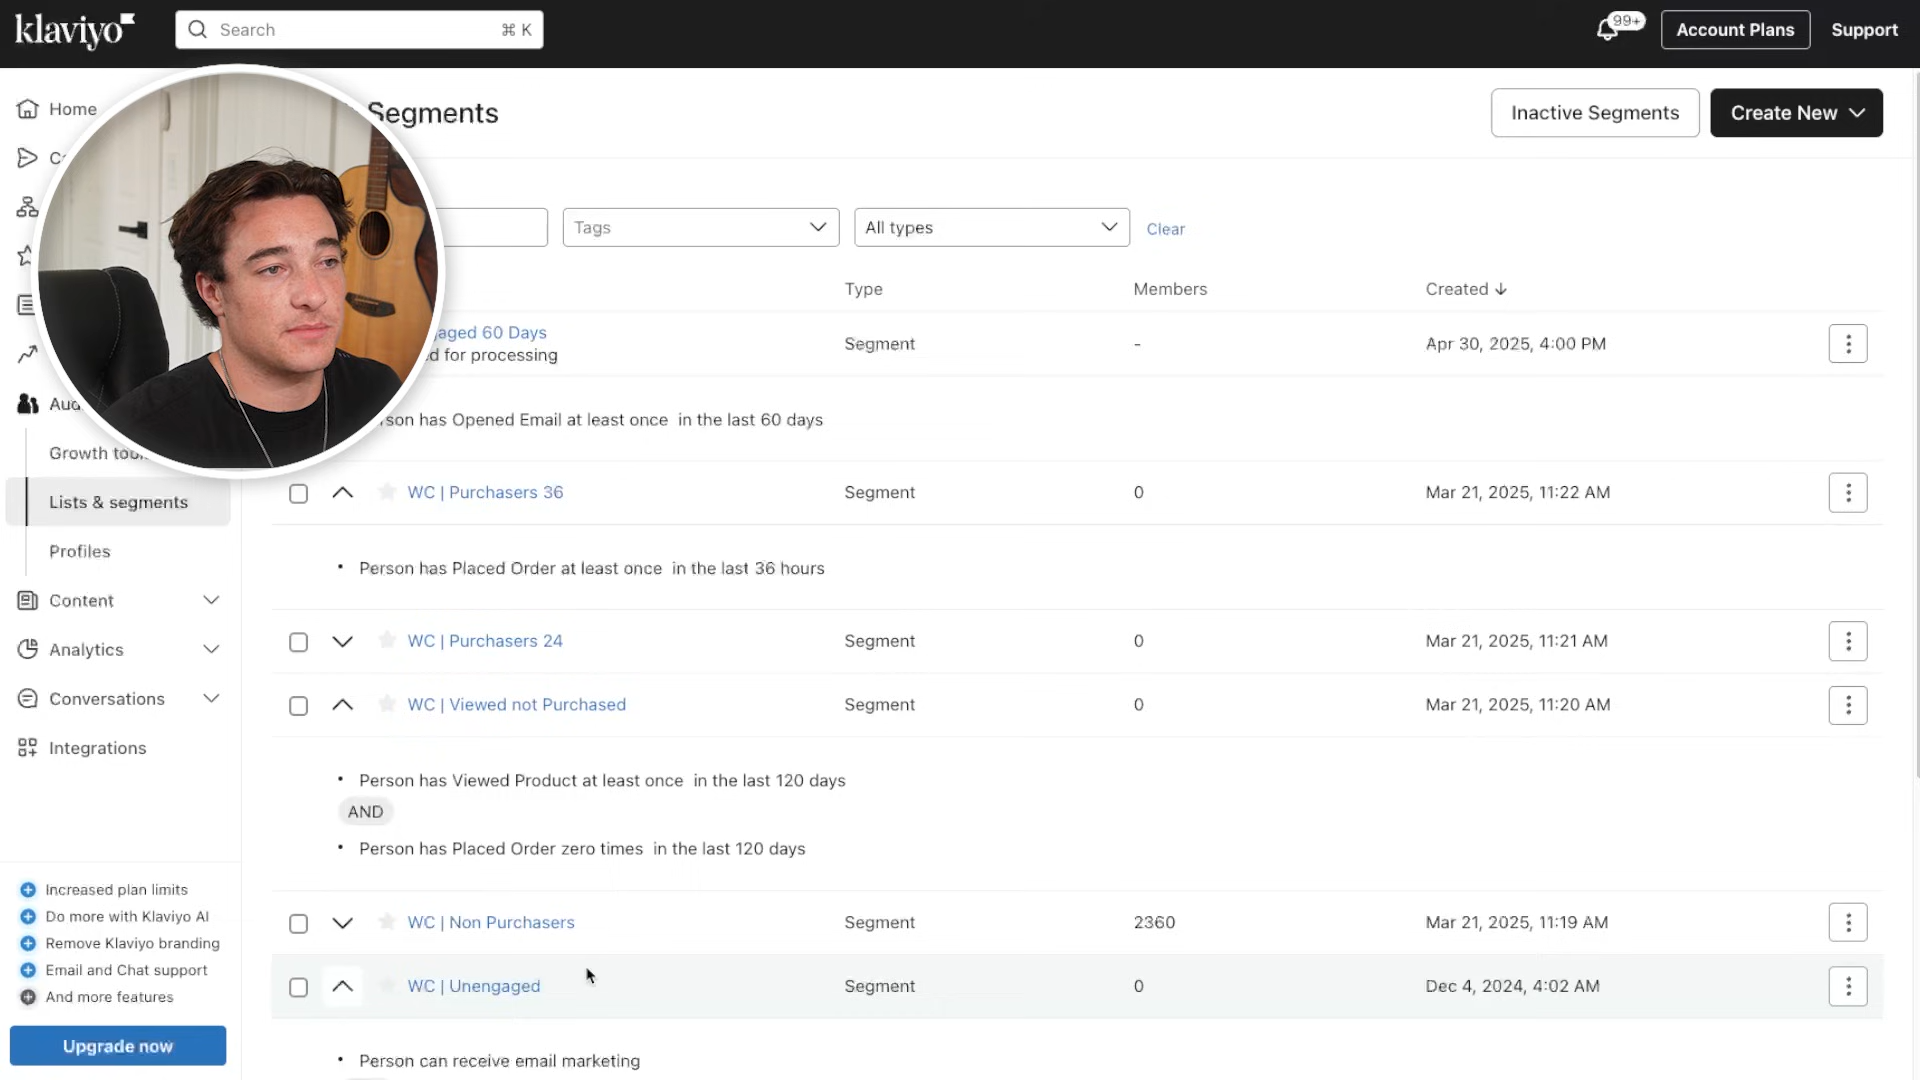 klaviyo
Search
⌘ K
99+
Account Plans
Support
Home
Segments
Inactive Segments
Create New
Tags
All types
Clear
Type
Members
Created ↓
60 Days
for processing
Segment
-
Apr 30, 2025, 4:00 PM
has Opened Email at least once in the last 60 days
WC | Purchasers 36
Segment
0
Mar 21, 2025, 11:22 AM
• Person has Placed Order at least once in the last 36 hours
WC | Purchasers 24
Segment
0
Mar 21, 2025, 11:21 AM
WC | Viewed not Purchased
Segment
0
Mar 21, 2025, 11:20 AM
• Person has Viewed Product at least once in the last 120 days
AND
• Person has Placed Order zero times in the last 120 days
WC | Non Purchasers
Segment
2360
Mar 21, 2025, 11:19 AM
WC | Unengaged
Segment
0
Dec 4, 2024, 4:02 AM
• Person can receive email marketing
Growth
Lists & segments
Profiles
Content
Analytics
Conversations
Integrations
Increased plan limits
Do more with Klaviyo AI
Remove Klaviyo branding
Email and Chat support
And more features
Upgrade now